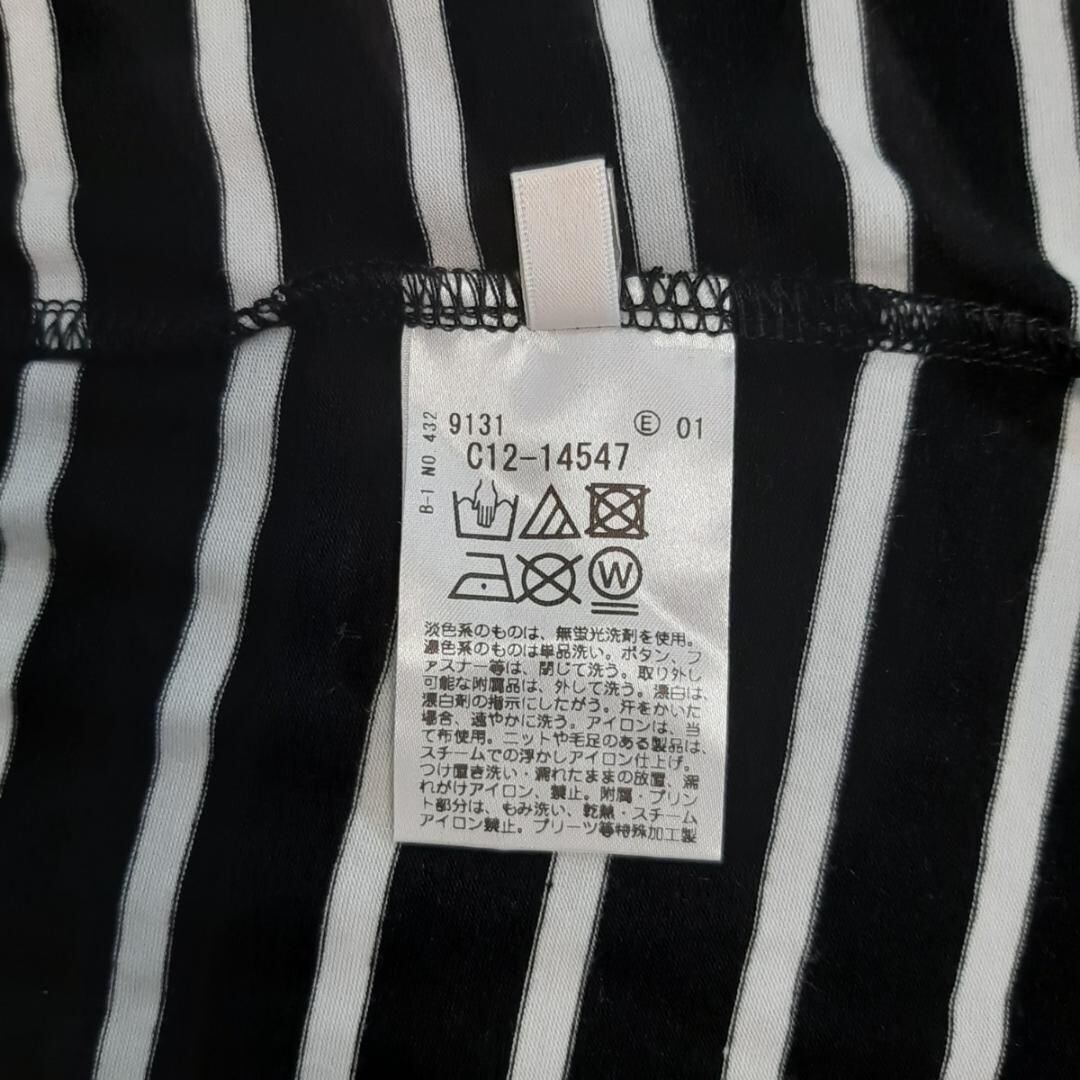 B-1 NO 432
9131 Ⓔ 01
C12-14547
W
淡色系のものは、無蛍光洗剤を使用。
濃色系のものは単品洗い。ボタン、フ
ァスナー等は、閉じて洗う。取り外し
可能な附属品は、外して洗う。漂白は、
漂白剤の指示にしたがう。汗をかいた
場合、速やかに洗う。アイロンは、当
て布使用。ニットや毛足のある製品は、
スチームでの浮かしアイロン仕上げ。
つけ置き洗い・濡れたままの放置、濡
れがけアイロン、禁止。附属・プリン
ト部分は、もみ洗い、乾熱・スチーム
アイロン禁止。プリーツ等特殊加工製